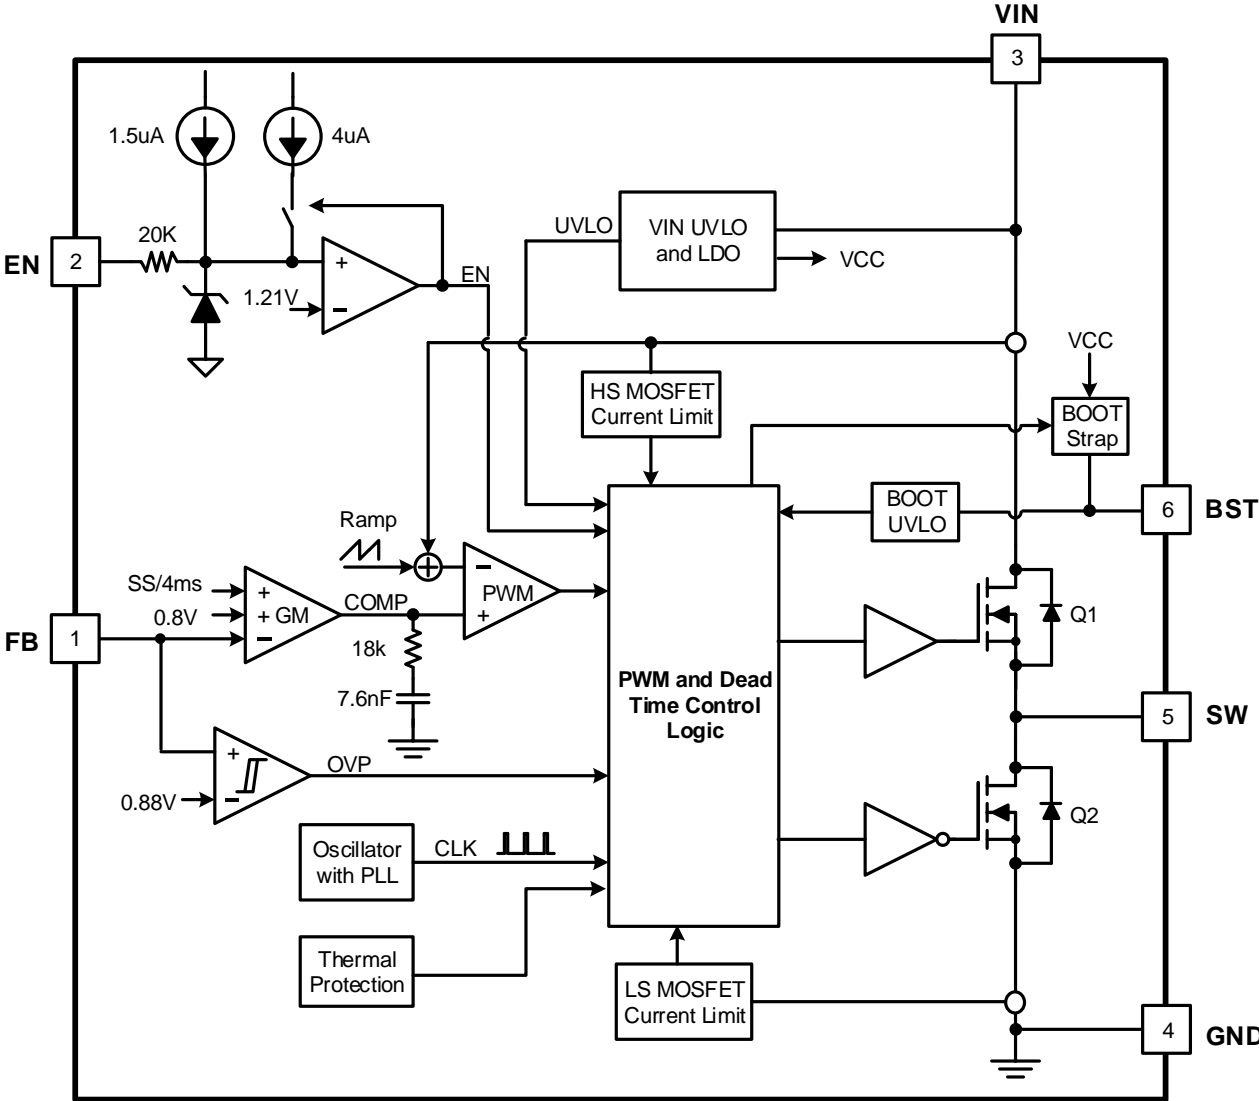 VIN
3
1.5uA
4uA
20K
EN
2
+
1.21V
−
EN
UVLO
VIN UVLO
and LDO
VCC
VCC
HS MOSFET
Current Limit
BOOT
Strap
BOOT
UVLO
6
BST
Ramp
+
−
PWM
+
SS/4ms
+
0.8V
+
GM
−
COMP
FB
1
18k
7.6nF
Q1
PWM and Dead
Time Control
Logic
5
SW
+
0.88V
−
OVP
Q2
Oscillator
with PLL
CLK
Thermal
Protection
LS MOSFET
Current Limit
4
GND